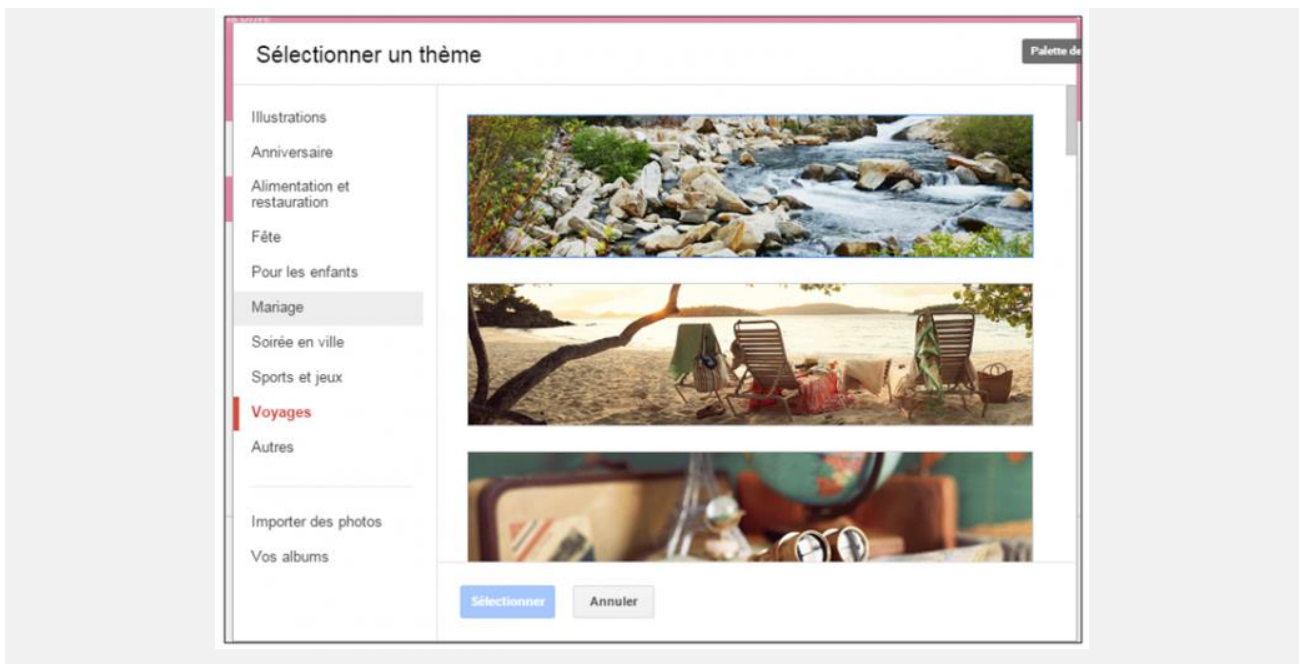 Sélectionner un thème
Palette de
Illustrations
Anniversaire
Alimentation et
restauration
Fête
Pour les enfants
Mariage
Soirée en ville
Sports et jeux
Voyages
Autres
Importer des photos
Vos albums
Sélectionner
Annuler